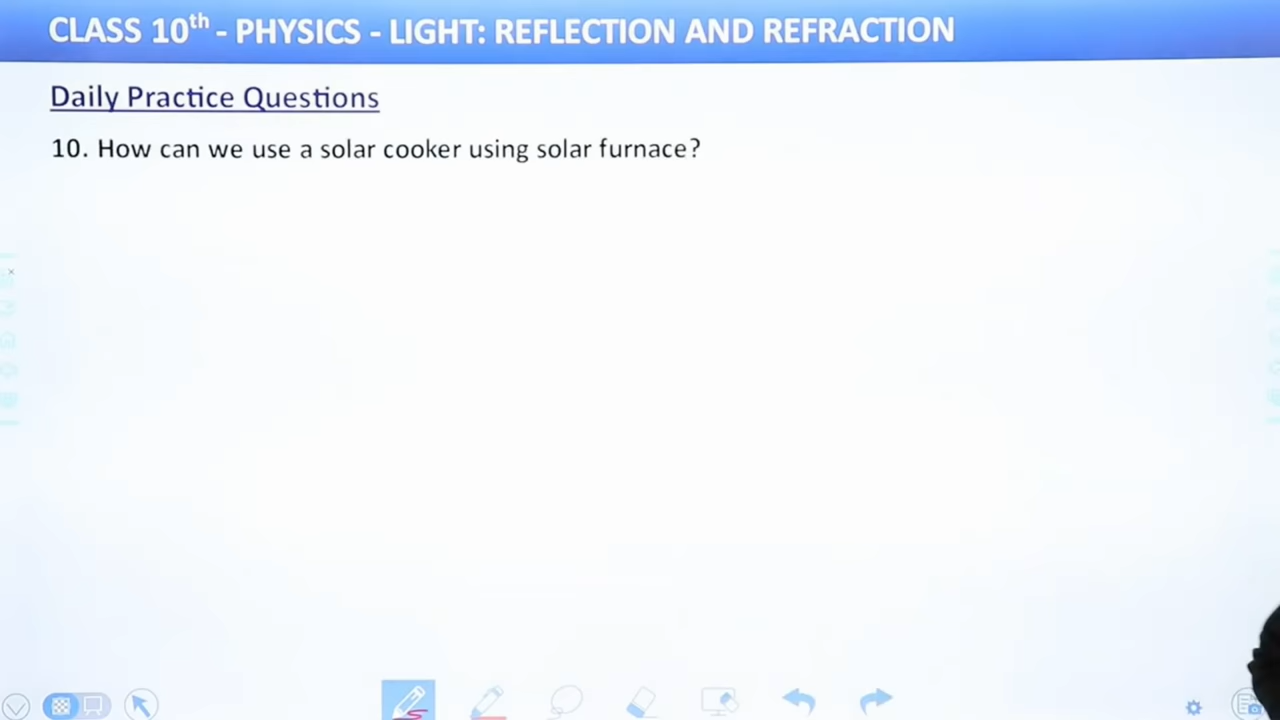 CLASS 10th - PHYSICS - LIGHT: REFLECTION AND REFRACTION
Daily Practice Questions
10. How can we use a solar cooker using solar furnace?